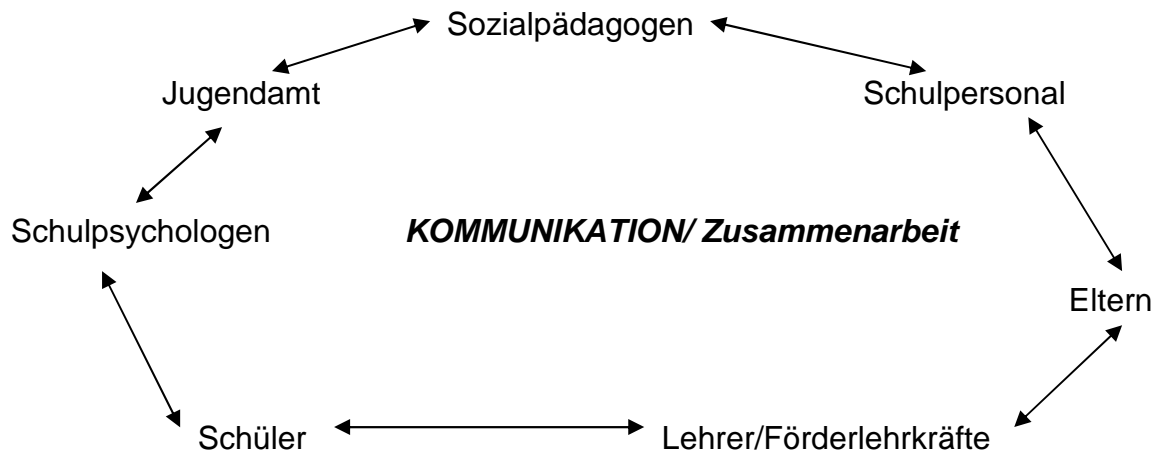 Sozialpädagogen
Jugendamt
Schulpersonal
Schulpsychologen
KOMMUNIKATION/ Zusammenarbeit
Eltern
Schüler
Lehrer/Förderlehrkräfte